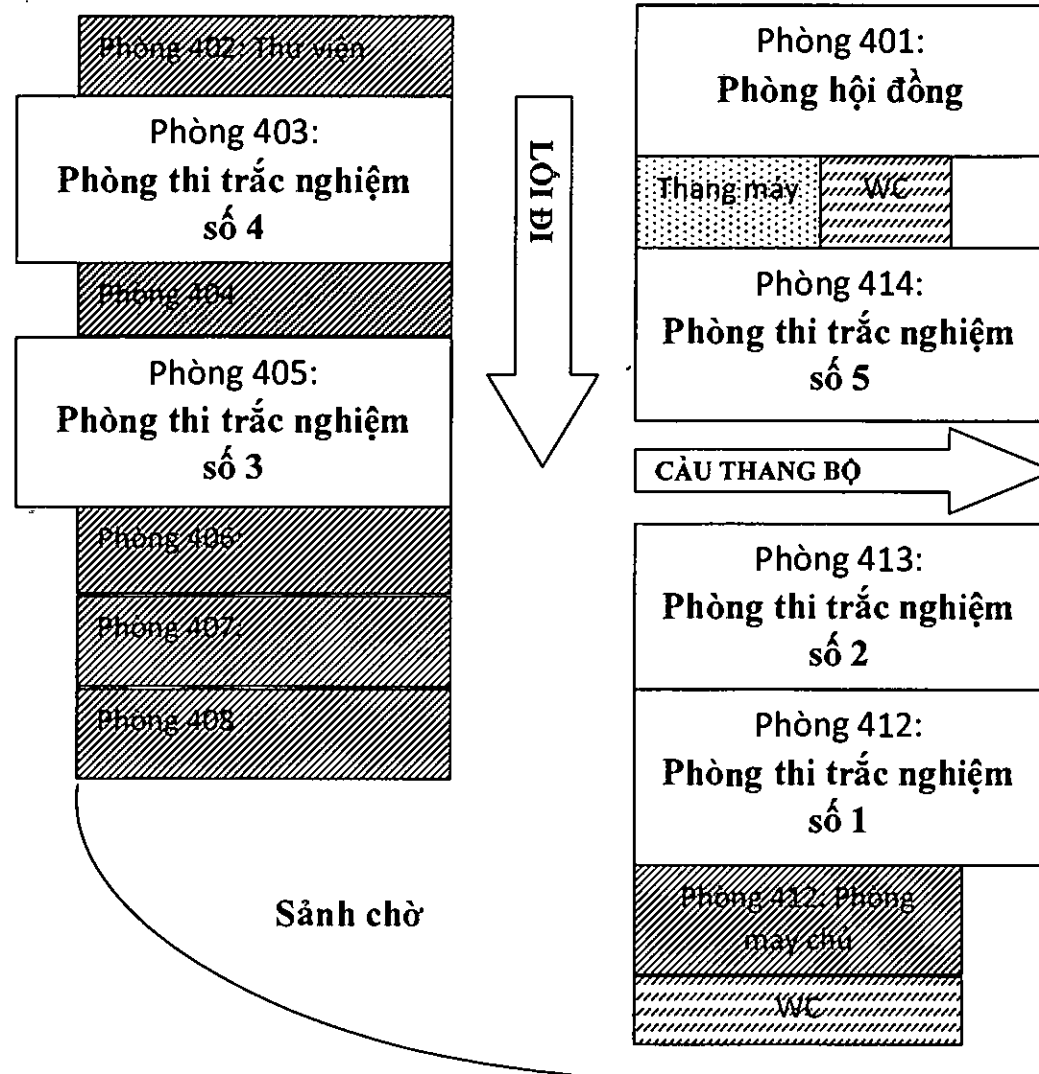 Phòng 402: Thư viện
Phòng 403:
Phòng thi trắc nghiệm
số 4
Phòng 404
Phòng 405:
Phòng thi trắc nghiệm
số 3
Phòng 406:
Phòng 407:
Phòng 408
Sảnh chờ
LỐI ĐI
Phòng 401:
Phòng hội đồng
Thang máy
WC
Phòng 414:
Phòng thi trắc nghiệm
số 5
CẦU THANG BỘ
Phòng 413:
Phòng thi trắc nghiệm
số 2
Phòng 412:
Phòng thi trắc nghiệm
số 1
Phòng 412: Phòng
máy chủ
WC